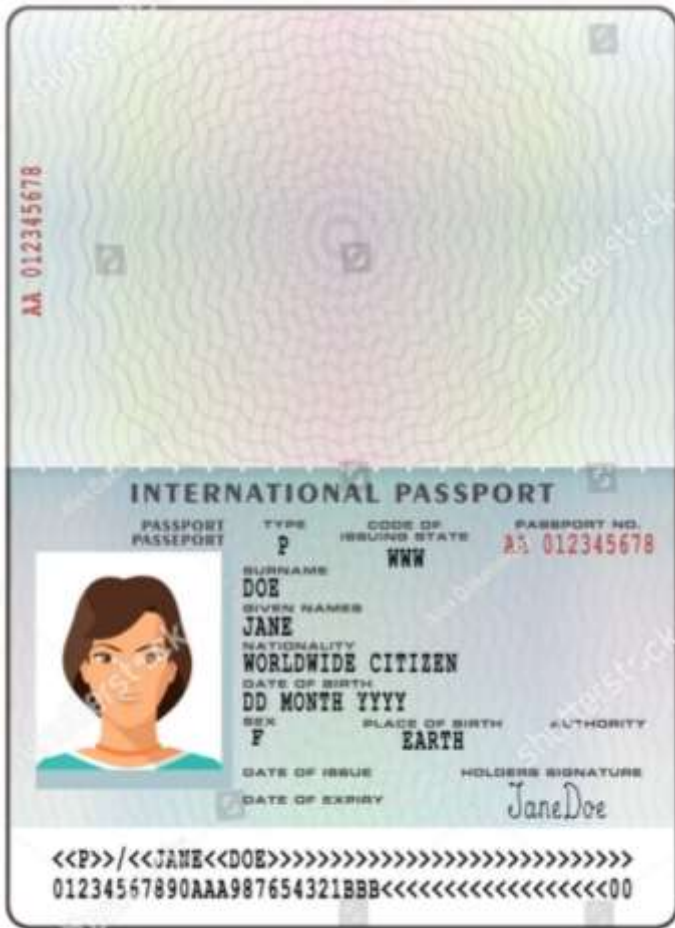 AA 012345678
shutterstock
INTERNATIONAL PASSPORT
PASSPORT TYPE CODE OF PASSPORT NO.
PASSEPORT P ISSUING STATE AA 012345678
WWW
SURNAME
DOE
GIVEN NAMES
JANE
NATIONALITY
WORLDWIDE CITIZEN
DATE OF BIRTH
DD MONTH YYYY
SEX PLACE OF BIRTH AUTHORITY
F EARTH
DATE OF ISSUE HOLDERS SIGNATURE
DATE OF EXPIRY JaneDoe
<<P>>/<<JANE<<DOE>>>>>>>>>>>>>>>>>>>>>>>>>>>>>
01234567890AAA987654321BBB<<<<<<<<<<<<<<<<<<00